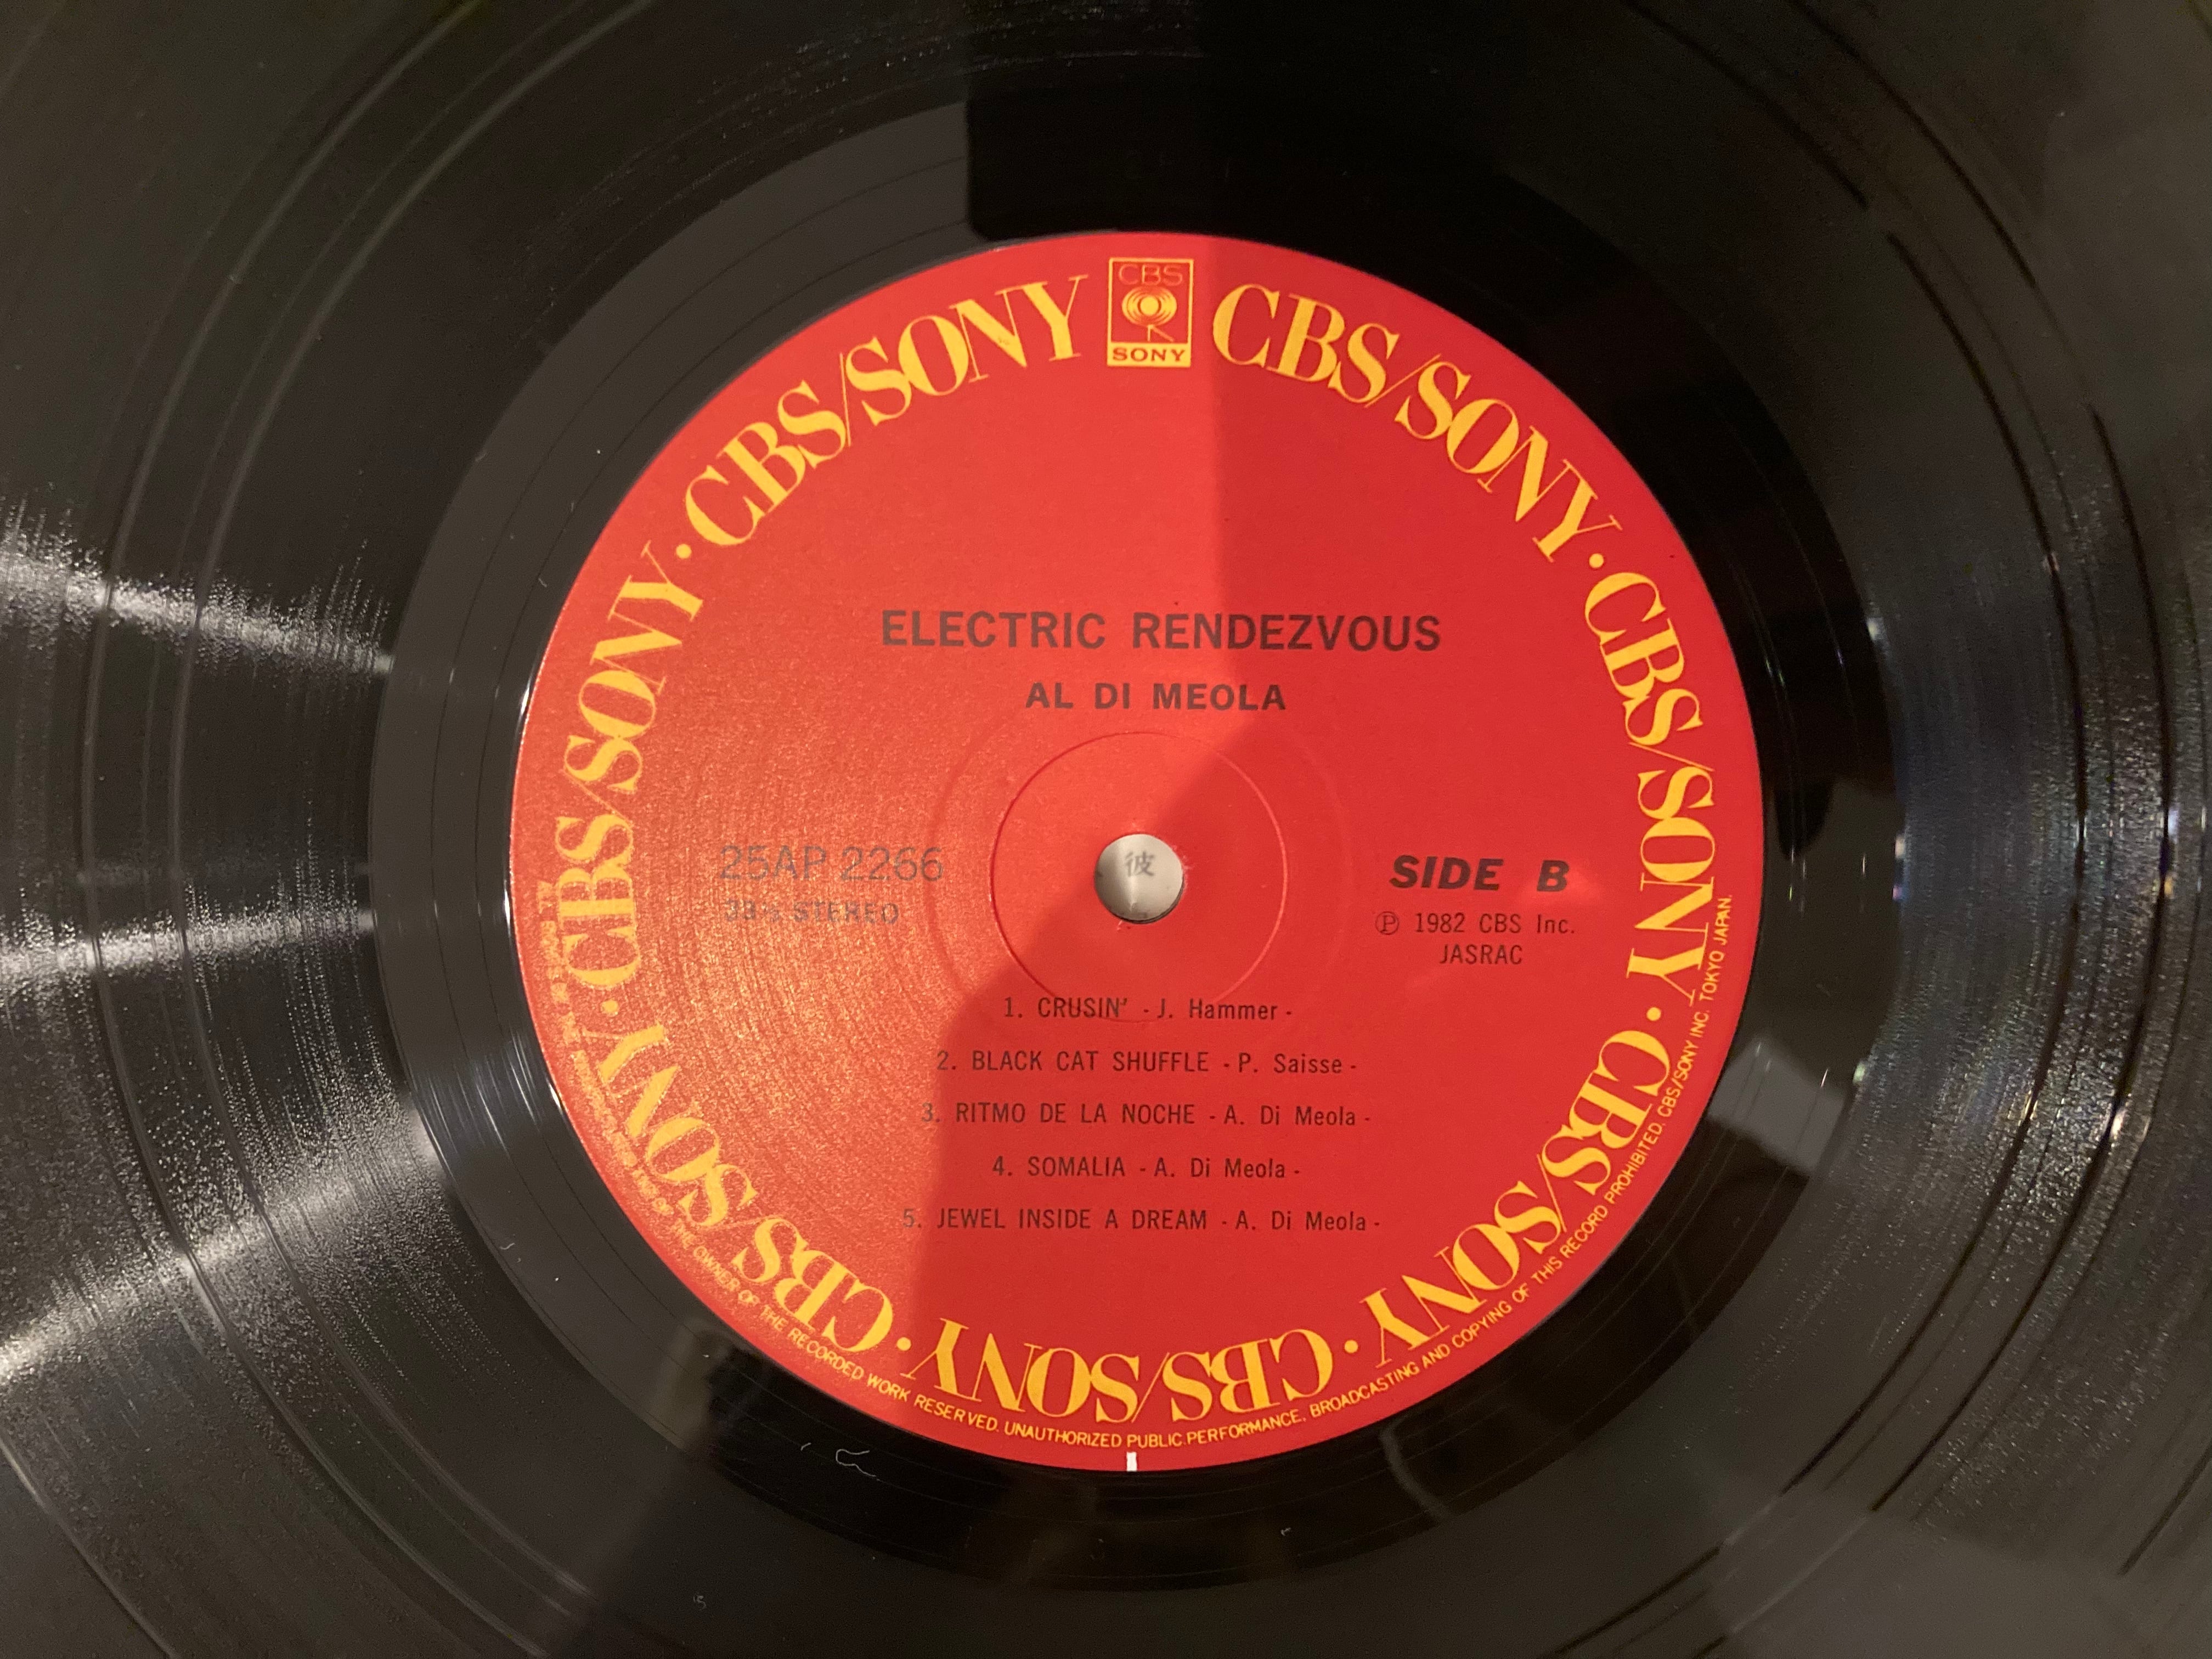 CBS
SONY
CBS/SONY · CBS/SONY · CBS/SONY · CBS/SONY · CBS/SONY · CBS/SONY · CBS/SONY · CBS/SONY
ELECTRIC RENDEZVOUS
AL DI MEOLA
25AP 2266
33⅓ STEREO
彼
SIDE B
Ⓟ 1982 CBS Inc.
JASRAC
1. CRUSIN' - J. Hammer -
2. BLACK CAT SHUFFLE - P. Saisse -
3. RITMO DE LA NOCHE - A. Di Meola -
4. SOMALIA - A. Di Meola -
5. JEWEL INSIDE A DREAM - A. Di Meola -
OF THE OWNER OF THE RECORDED WORK RESERVED. UNAUTHORIZED PUBLIC PERFORMANCE, BROADCASTING AND COPYING OF THIS RECORD PROHIBITED. CBS/SONY INC. TOKYO JAPAN.